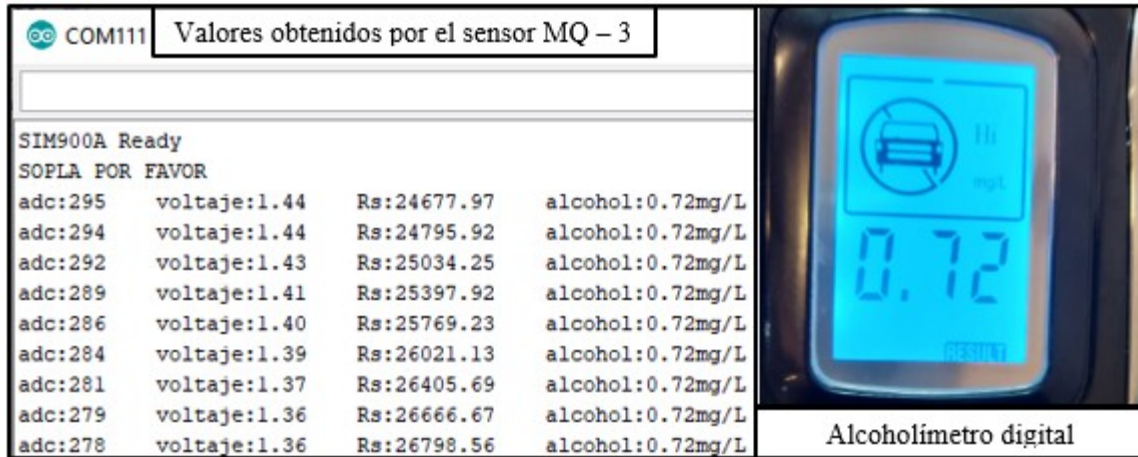 COM111
Valores obtenidos por el sensor MQ – 3
SIM900A Ready
SOPLA POR FAVOR
adc:295 voltaje:1.44 Rs:24677.97 alcohol:0.72mg/L
adc:294 voltaje:1.44 Rs:24795.92 alcohol:0.72mg/L
adc:292 voltaje:1.43 Rs:25034.25 alcohol:0.72mg/L
adc:289 voltaje:1.41 Rs:25397.92 alcohol:0.72mg/L
adc:286 voltaje:1.40 Rs:25769.23 alcohol:0.72mg/L
adc:284 voltaje:1.39 Rs:26021.13 alcohol:0.72mg/L
adc:281 voltaje:1.37 Rs:26405.69 alcohol:0.72mg/L
adc:279 voltaje:1.36 Rs:26666.67 alcohol:0.72mg/L
adc:278 voltaje:1.36 Rs:26798.56 alcohol:0.72mg/L
Hi
mg/L
0.72
RESULT
Alcoholímetro digital